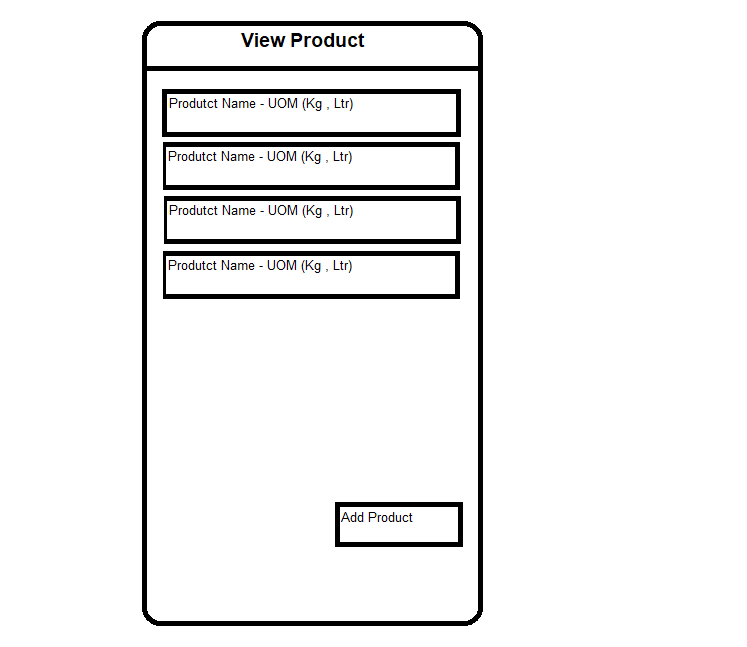 View Product
Produtct Name - UOM (Kg , Ltr)
Produtct Name - UOM (Kg , Ltr)
Produtct Name - UOM (Kg , Ltr)
Produtct Name - UOM (Kg , Ltr)
Add Product